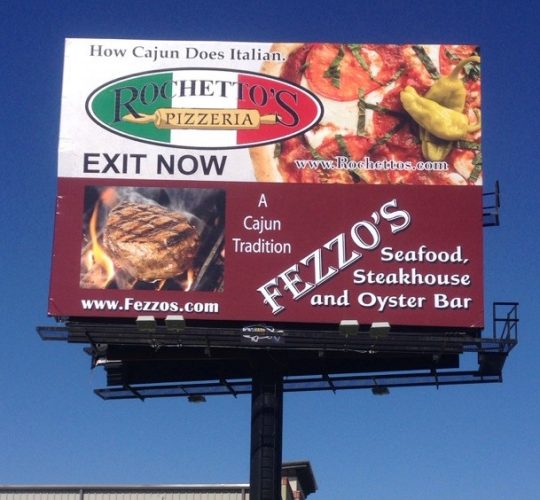 How Cajun Does Italian.
ROCHETTO'S
PIZZERIA
EXIT NOW
www.Rochettos.com
A
Cajun
Tradition
FEZZO'S
Seafood,
Steakhouse
and Oyster Bar
www.Fezzos.com